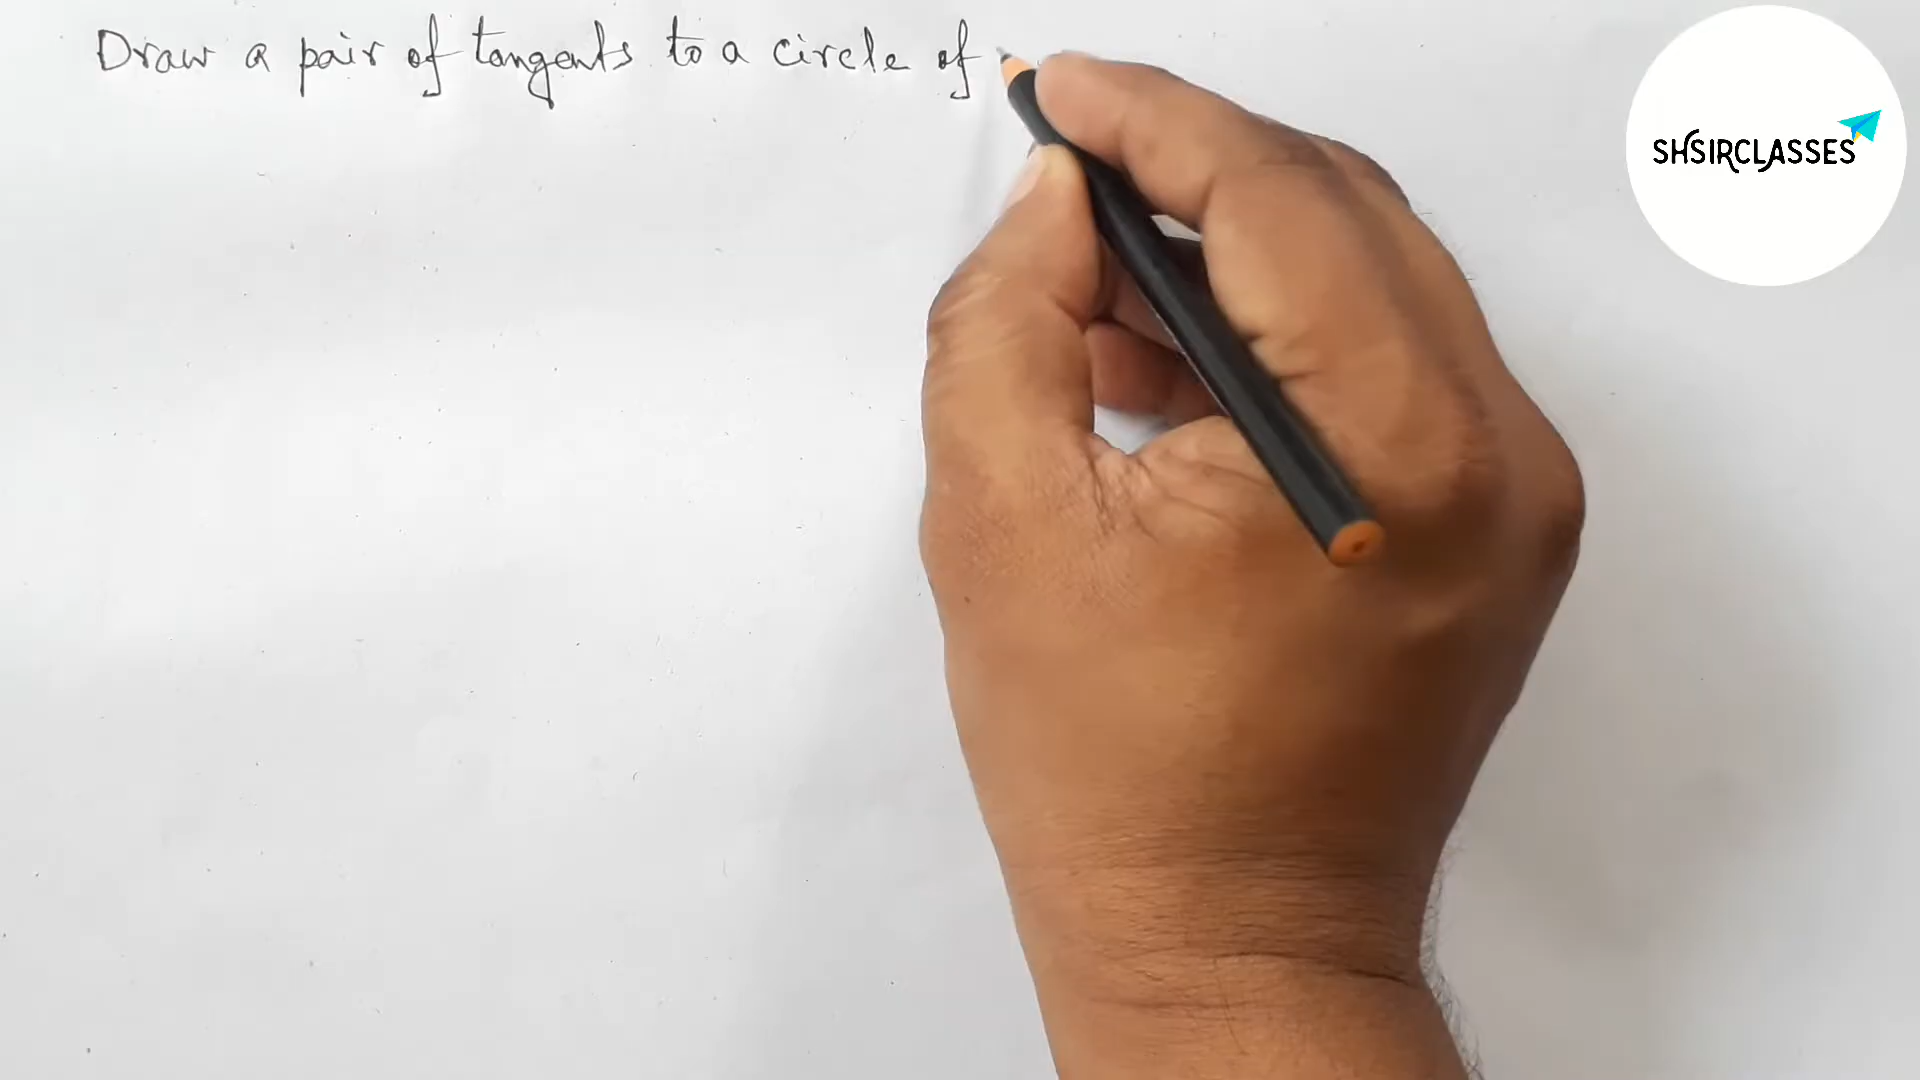 Draw a pair of tangents to a circle of
SHSIRCLASSES